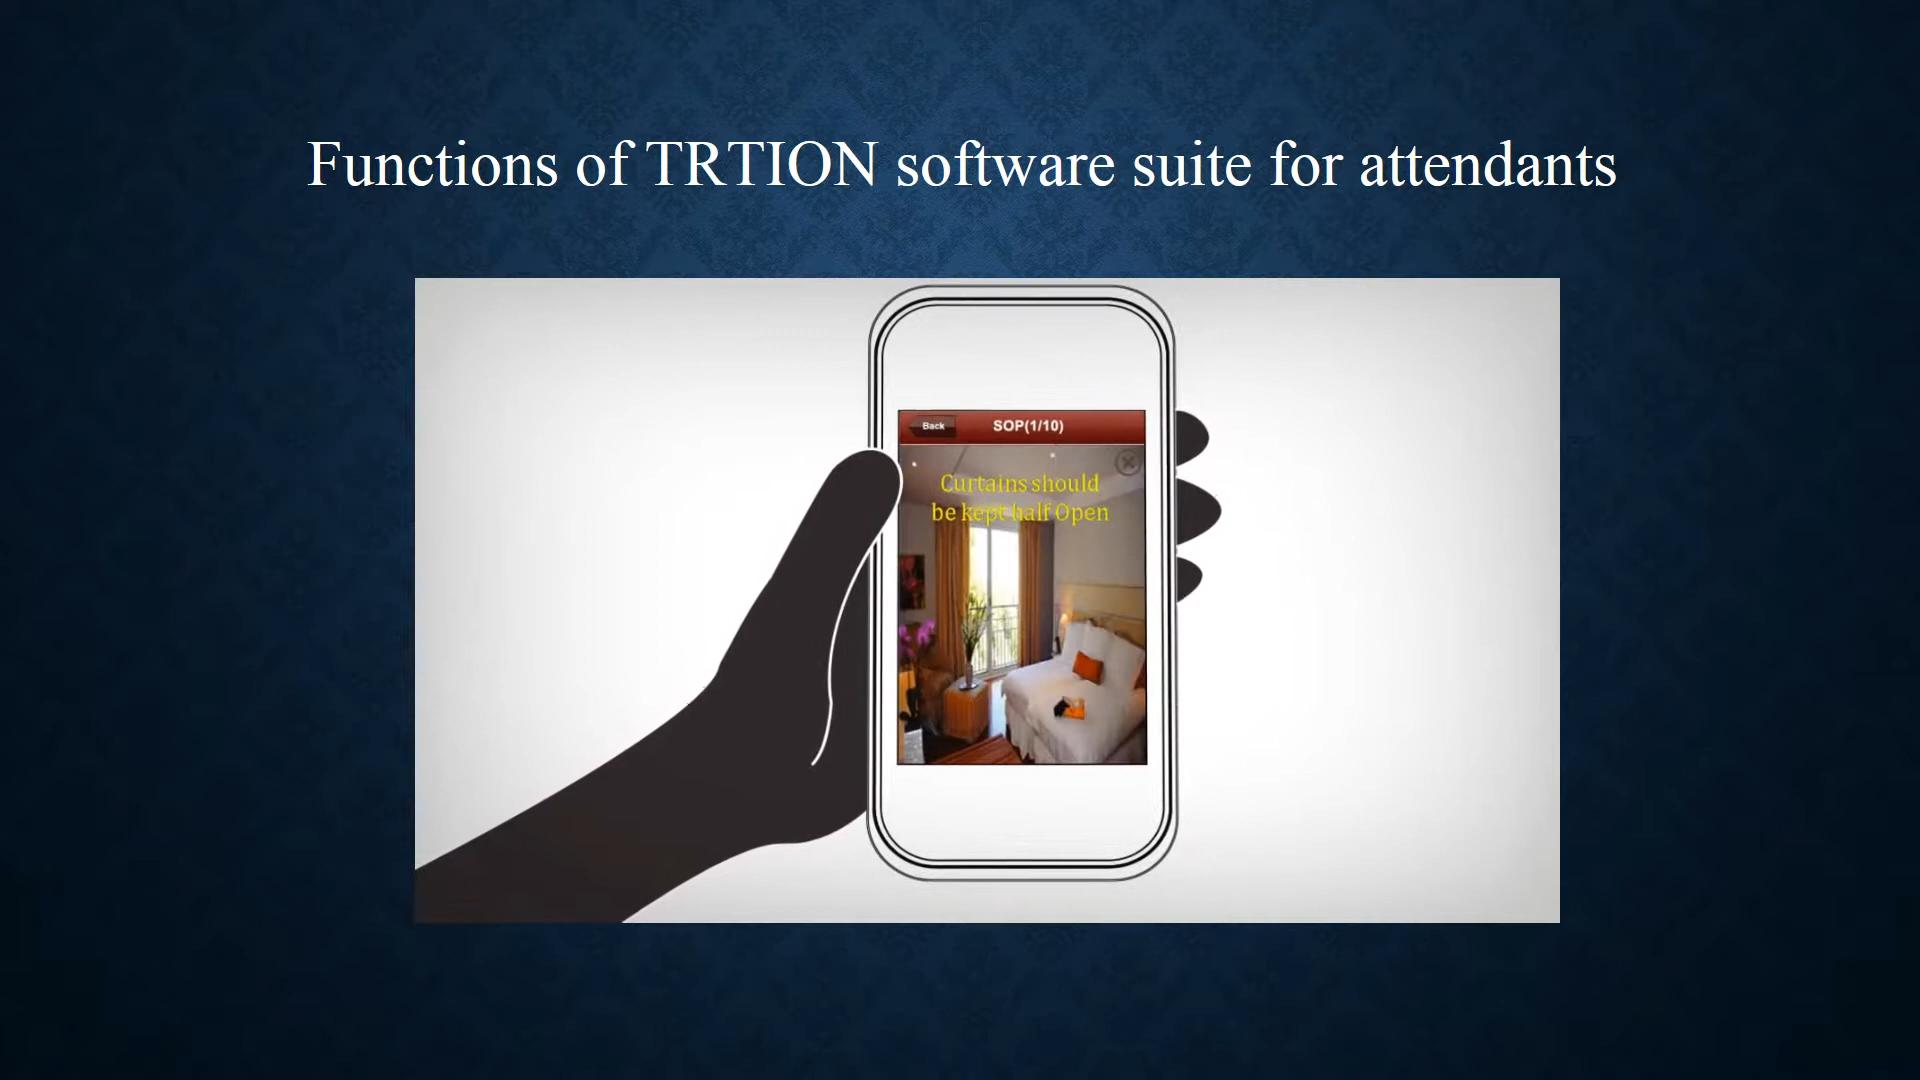 Functions of TRTION software suite for attendants
Back
SOP(1/10)
Curtains should
be kept half Open